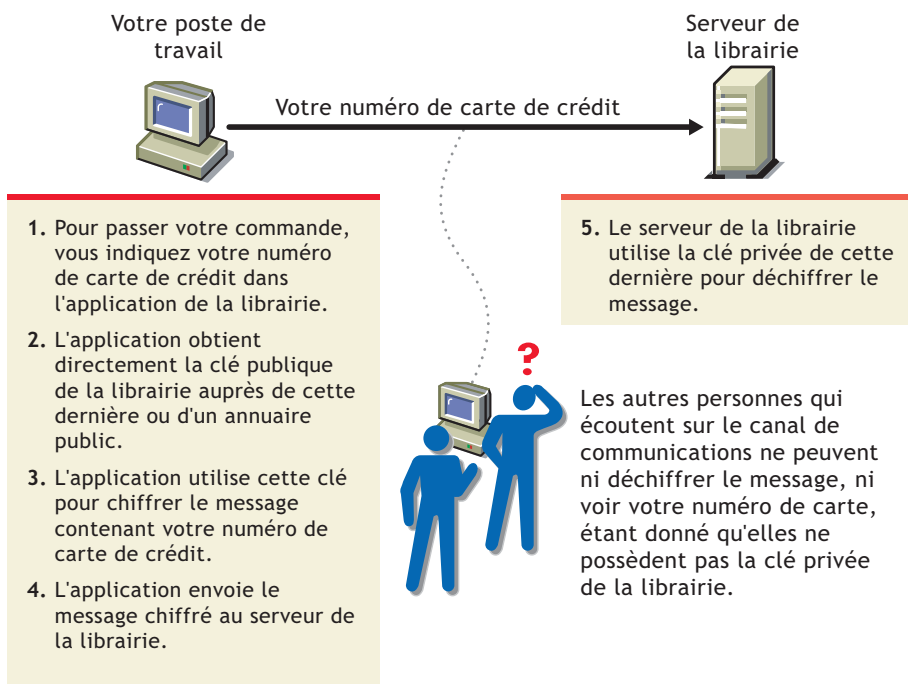 Votre poste de
travail
Serveur de
la librairie
Votre numéro de carte de crédit
1. Pour passer votre commande,
vous indiquez votre numéro
de carte de crédit dans
l'application de la librairie.
2. L'application obtient
directement la clé publique
de la librairie auprès de cette
dernière ou d'un annuaire
public.
3. L'application utilise cette clé
pour chiffrer le message
contenant votre numéro de
carte de crédit.
4. L'application envoie le
message chiffré au serveur de
la librairie.
5. Le serveur de la librairie
utilise la clé privée de cette
dernière pour déchiffrer le
message.
?
Les autres personnes qui
écoutent sur le canal de
communications ne peuvent
ni déchiffrer le message, ni
voir votre numéro de carte,
étant donné qu'elles ne
possèdent pas la clé privée
de la librairie.